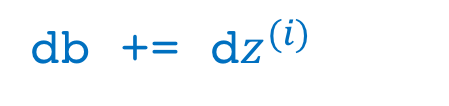 db += dz^{(i)}